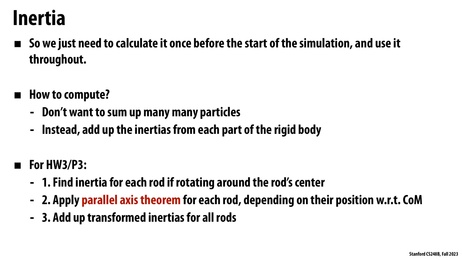 Inertia
■ So we just need to calculate it once before the start of the simulation, and use it
throughout.
■ How to compute?
- Don't want to sum up many many particles
- Instead, add up the inertias from each part of the rigid body
■ For HW3/P3:
- 1. Find inertia for each rod if rotating around the rod's center
- 2. Apply parallel axis theorem for each rod, depending on their position w.r.t. CoM
- 3. Add up transformed inertias for all rods
Stanford CS248B, Fall 2023